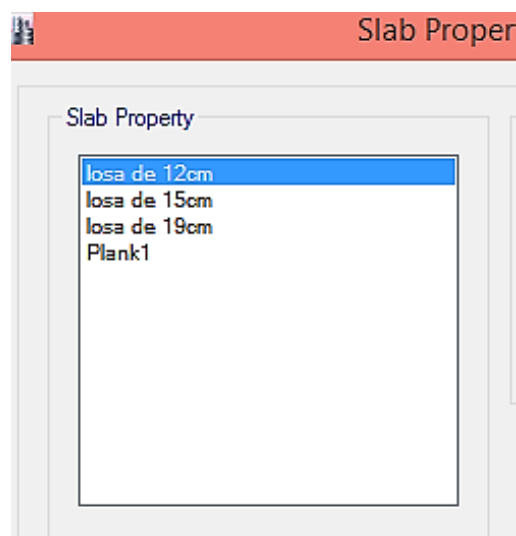 Slab Proper
Slab Property
losa de 12cm
losa de 15cm
losa de 19cm
Plank1